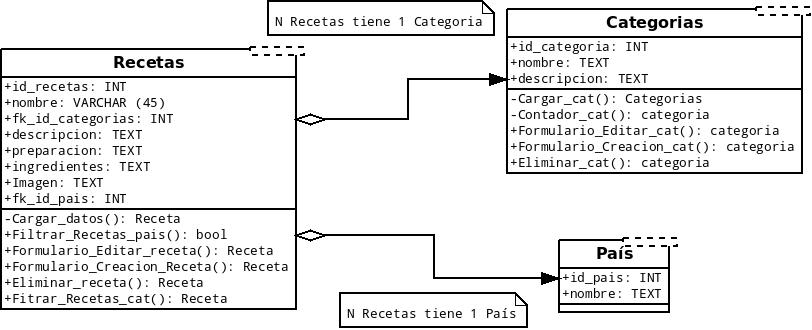 N Recetas tiene 1 Categoria
Categorias
+id_categoria: INT
+nombre: TEXT
+descripcion: TEXT
-Cargar_cat(): Categorias
-Contador_cat(): categoria
+Formulario_Editar_cat(): categoria
+Formulario_Creacion_cat(): categoria
+Eliminar_cat(): categoria
Recetas
+id_recetas: INT
+nombre: VARCHAR (45)
+fk_id_categorias: INT
+descripcion: TEXT
+preparacion: TEXT
+ingredientes: TEXT
+Imagen: TEXT
+fk_id_pais: INT
-Cargar_datos(): Receta
+Filtrar_Recetas_pais(): bool
+Formulario_Editar_receta(): Receta
+Formulario_Creacion_Receta(): Receta
+Eliminar_receta(): Receta
+Fitrar_Recetas_cat(): Receta
País
+id_pais: INT
+nombre: TEXT
N Recetas tiene 1 País